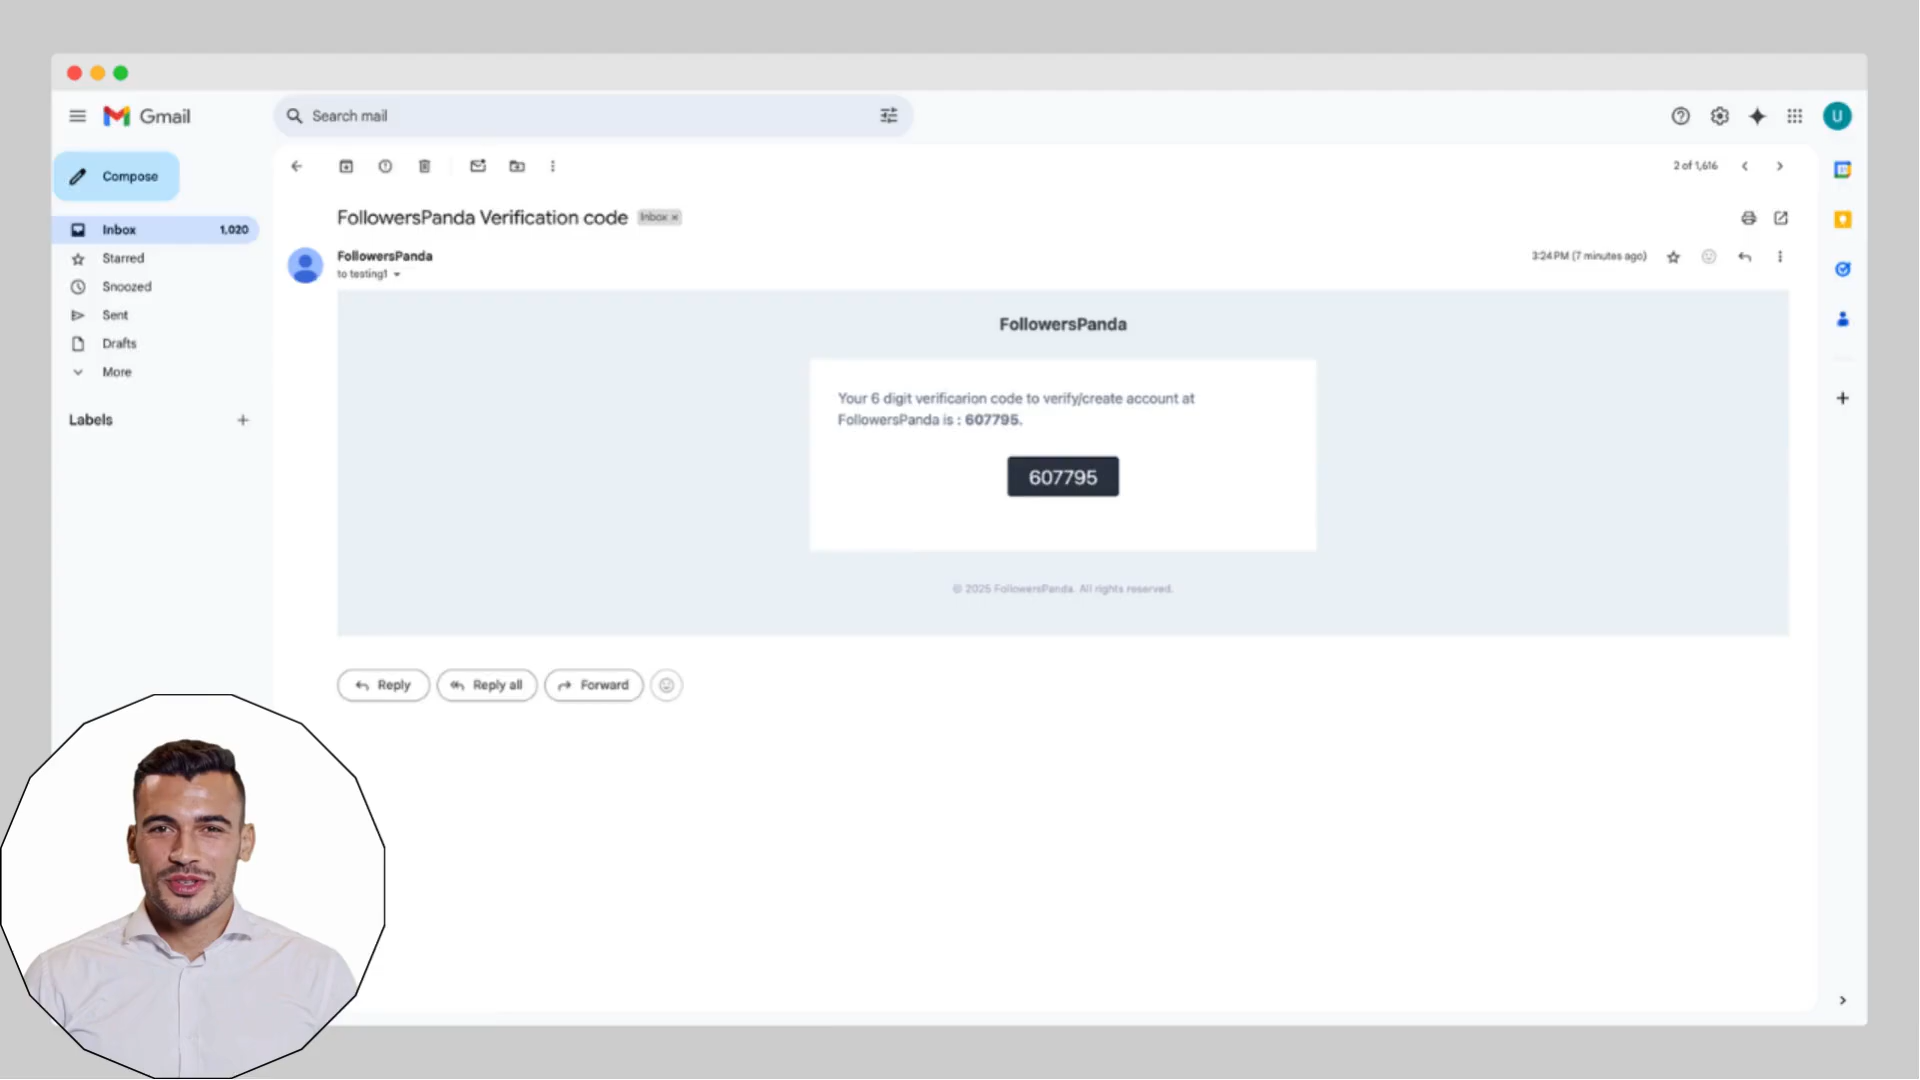 Gmail
Search mail
U
Compose
2 of 1,616
FollowersPanda Verification code Inbox x
Inbox 1,020
FollowersPanda
3:24 PM (7 minutes ago)
to testing1
Starred
Snoozed
Sent
Drafts
More
Labels
FollowersPanda
Your 6 digit verificarion code to verify/create account at
FollowersPanda is : 607795.
607795
© 2025 FollowersPanda. All rights reserved.
Reply
Reply all
Forward